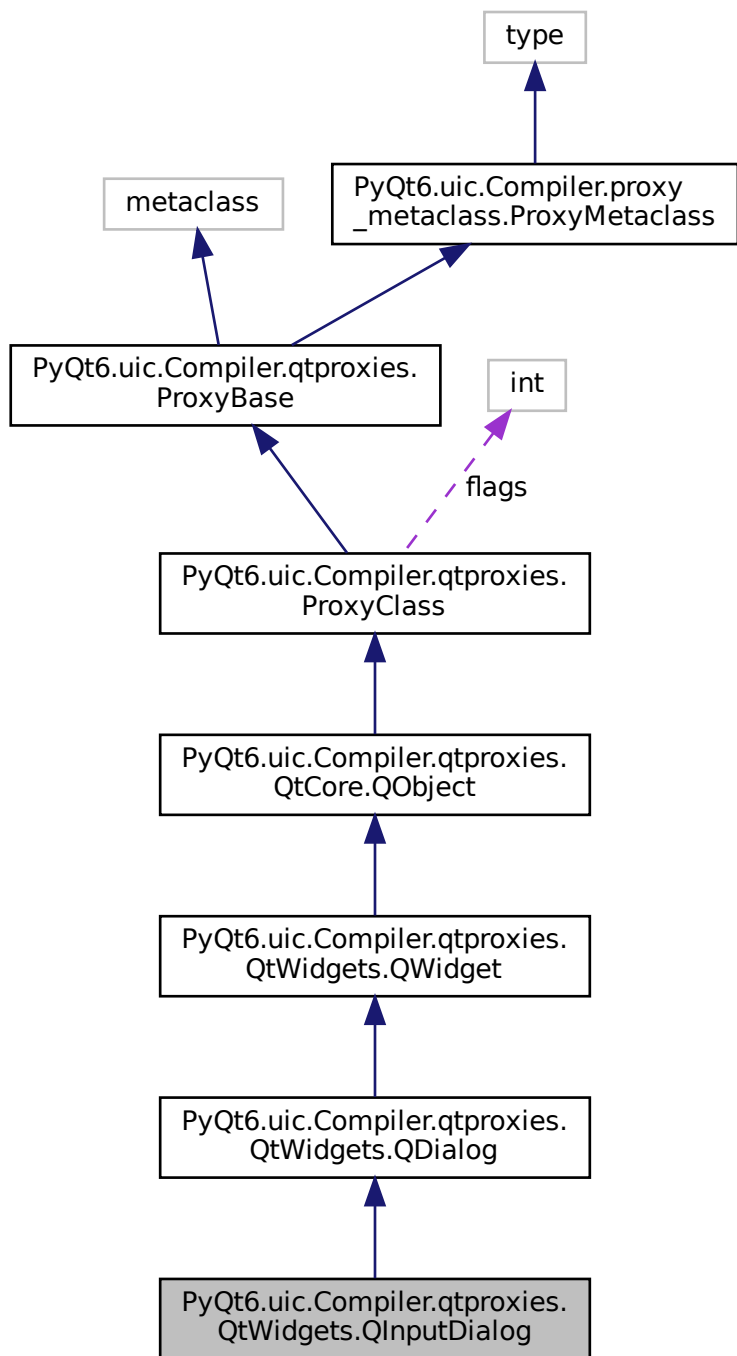 type
PyQt6.uic.Compiler.proxy
_metaclass.ProxyMetaclass
metaclass
PyQt6.uic.Compiler.qtproxies.
ProxyBase
int
flags
PyQt6.uic.Compiler.qtproxies.
ProxyClass
PyQt6.uic.Compiler.qtproxies.
QtCore.QObject
PyQt6.uic.Compiler.qtproxies.
QtWidgets.QWidget
PyQt6.uic.Compiler.qtproxies.
QtWidgets.QDialog
PyQt6.uic.Compiler.qtproxies.
QtWidgets.QInputDialog